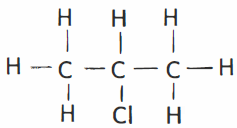 H H H
H — C — C — C — H
H Cl H